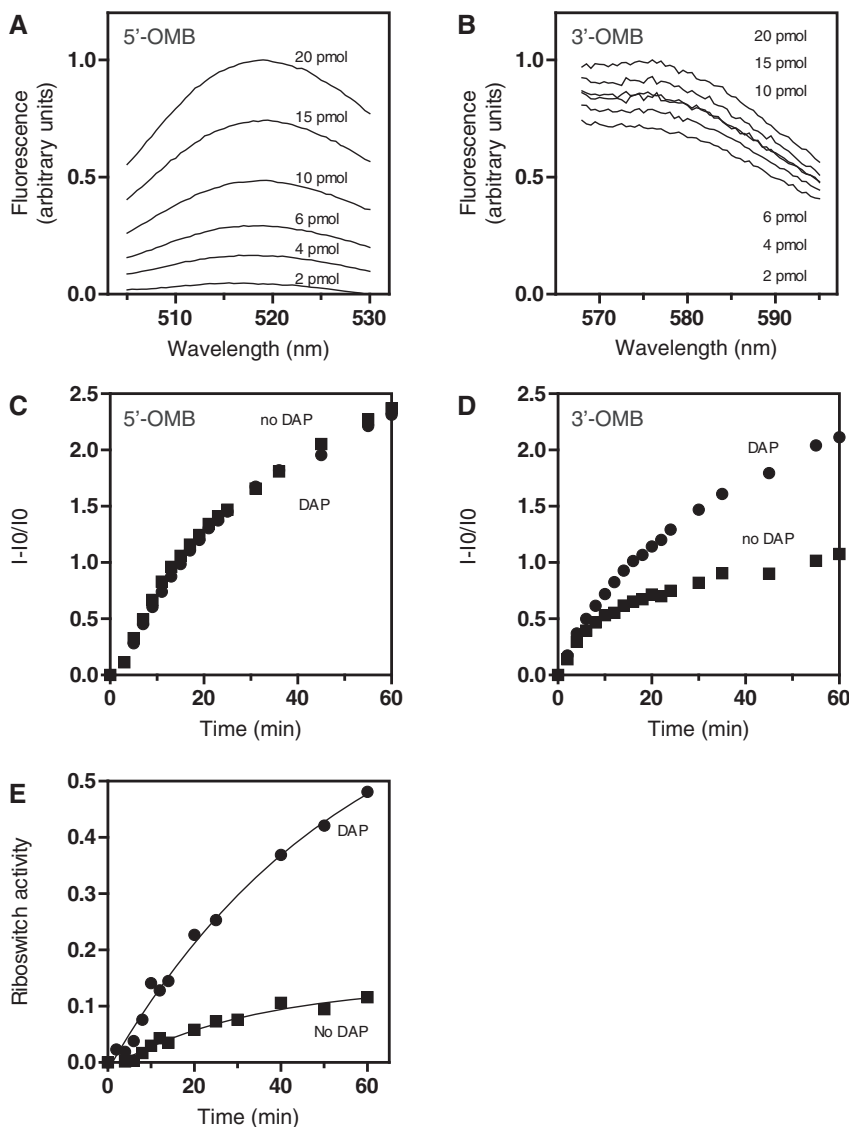 A
5'-OMB
Fluorescence
(arbitrary units)
1.0
0.5
0.0
20 pmol
15 pmol
10 pmol
6 pmol
4 pmol
2 pmol
510
520
530
Wavelength (nm)
B
3'-OMB
Fluorescence
(arbitrary units)
1.0
0.5
0.0
20 pmol
15 pmol
10 pmol
6 pmol
4 pmol
2 pmol
570
580
590
Wavelength (nm)
C
5'-OMB
I-I0/I0
2.5
2.0
1.5
1.0
0.5
0.0
no DAP
DAP
0
20
40
60
Time (min)
D
3'-OMB
I-I0/I0
2.5
2.0
1.5
1.0
0.5
0.0
DAP
no DAP
0
20
40
60
Time (min)
E
Riboswitch activity
0.5
0.4
0.3
0.2
0.1
0.0
DAP
No DAP
0
20
40
60
Time (min)